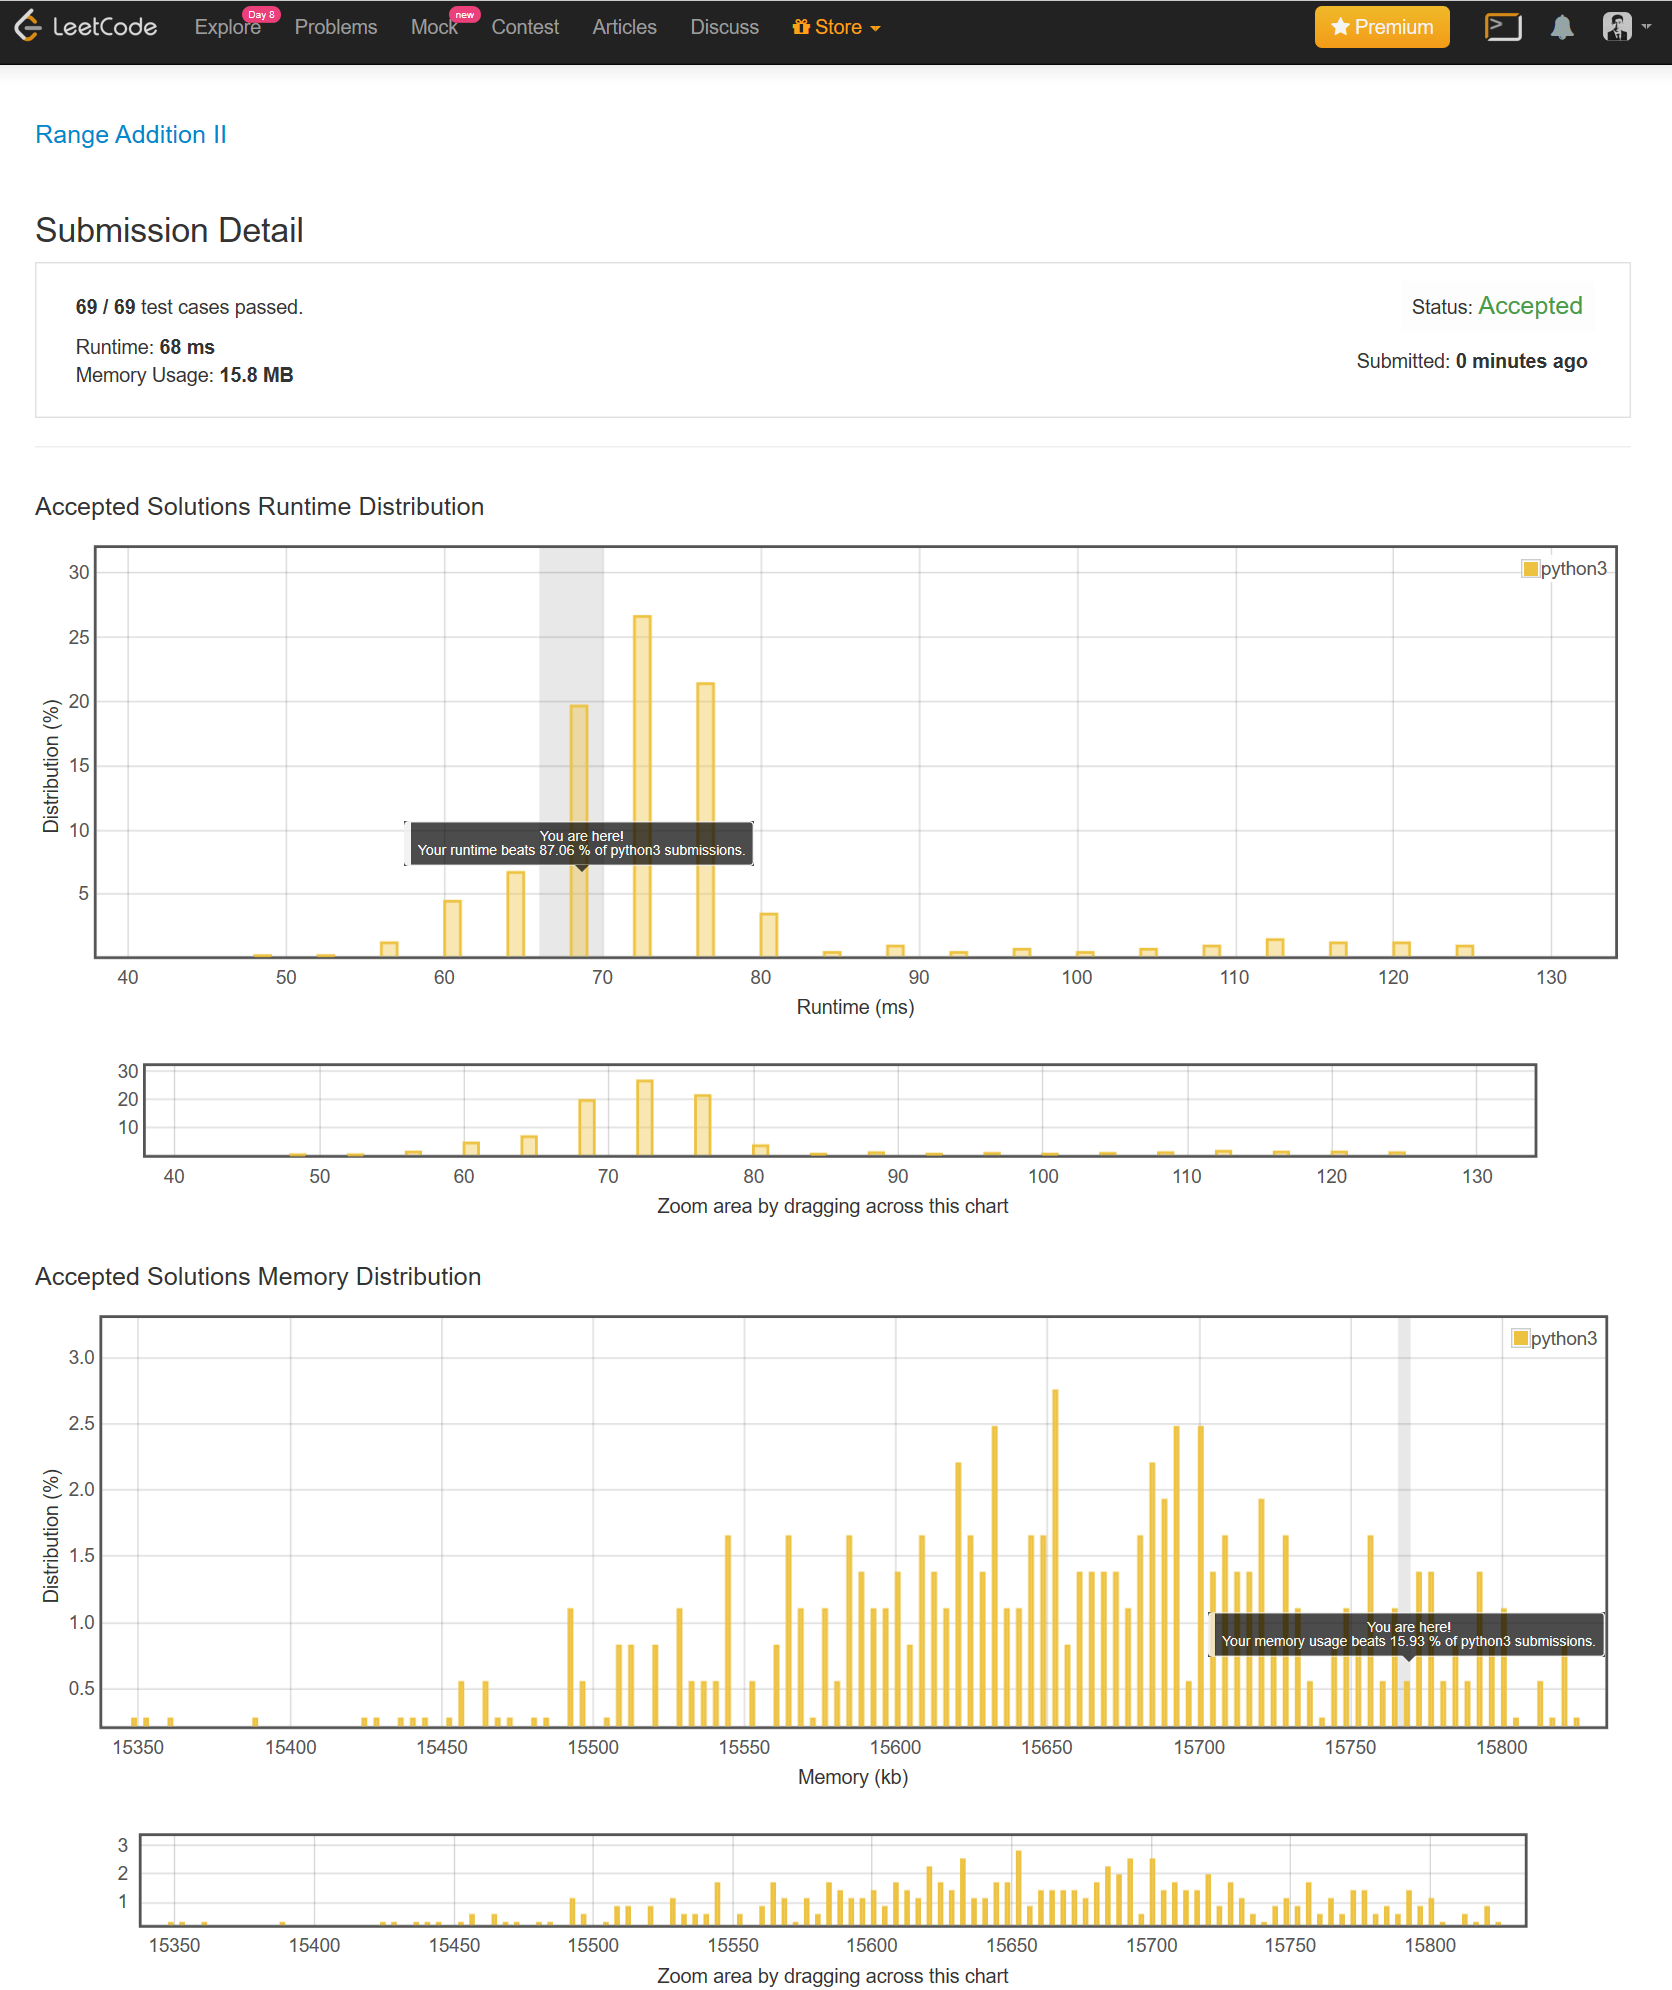 LeetCode Explore Day 8 Problems Mock new Contest Articles Discuss Store Premium
Range Addition II
Submission Detail
69 / 69 test cases passed.
Status: Accepted
Runtime: 68 ms
Memory Usage: 15.8 MB
Submitted: 0 minutes ago
Accepted Solutions Runtime Distribution
python3
30
25
20
15
10
5
Distribution (%)
You are here!
Your runtime beats 87.06 % of python3 submissions.
40 50 60 70 80 90 100 110 120 130
Runtime (ms)
30
20
10
40 50 60 70 80 90 100 110 120 130
Zoom area by dragging across this chart
Accepted Solutions Memory Distribution
python3
3.0
2.5
2.0
1.5
1.0
0.5
Distribution (%)
You are here!
Your memory usage beats 15.93 % of python3 submissions.
15350 15400 15450 15500 15550 15600 15650 15700 15750 15800
Memory (kb)
3
2
1
15350 15400 15450 15500 15550 15600 15650 15700 15750 15800
Zoom area by dragging across this chart